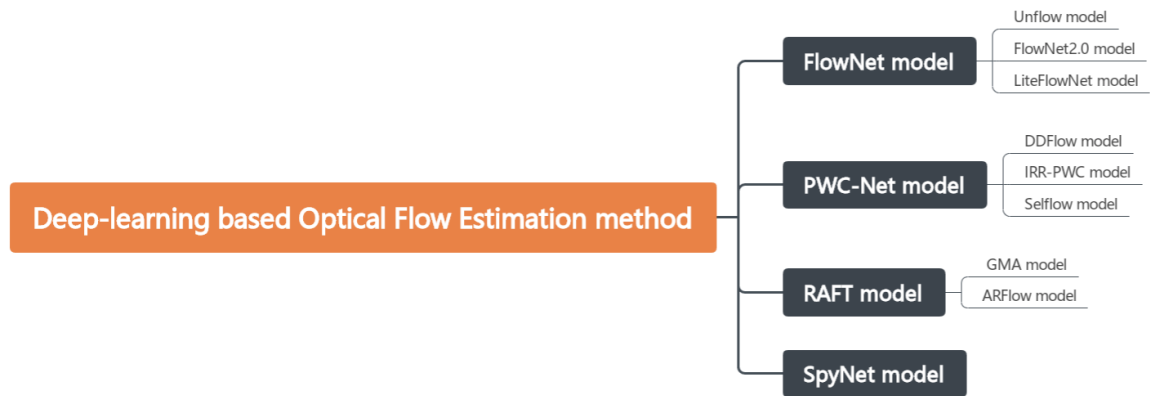 Deep-learning based Optical Flow Estimation method
FlowNet model
Unflow model
FlowNet2.0 model
LiteFlowNet model
PWC-Net model
DDFlow model
IRR-PWC model
Selflow model
RAFT model
GMA model
ARFlow model
SpyNet model